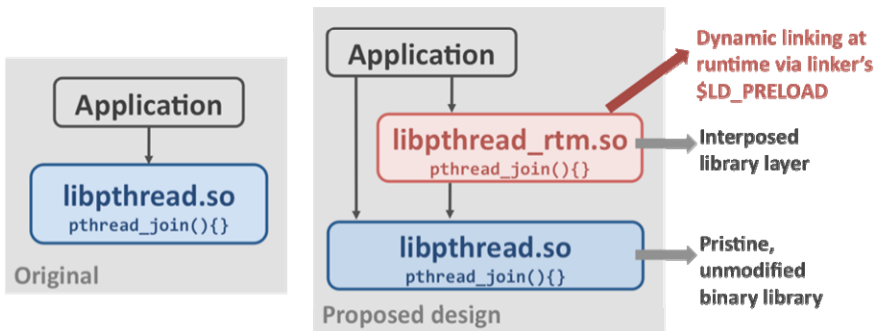 Application
libpthread.so
pthread_join(){}
Original
Application
libpthread_rtm.so
pthread_join(){}
libpthread.so
pthread_join(){}
Proposed design
Dynamic linking at
runtime via linker's
$LD_PRELOAD
Interposed
library layer
Pristine,
unmodified
binary library